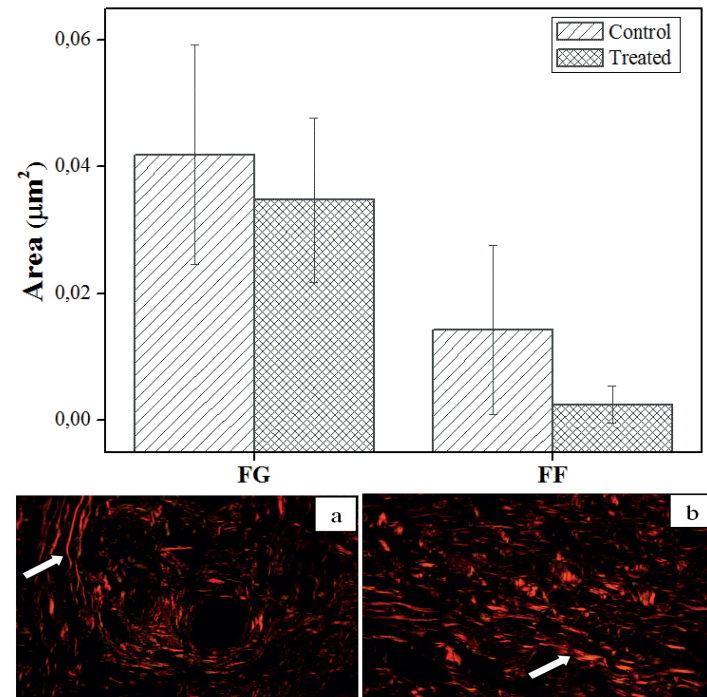 0,06
Control
Treated
0,04
Area (μm²)
0,02
0,00
FG FF
a b